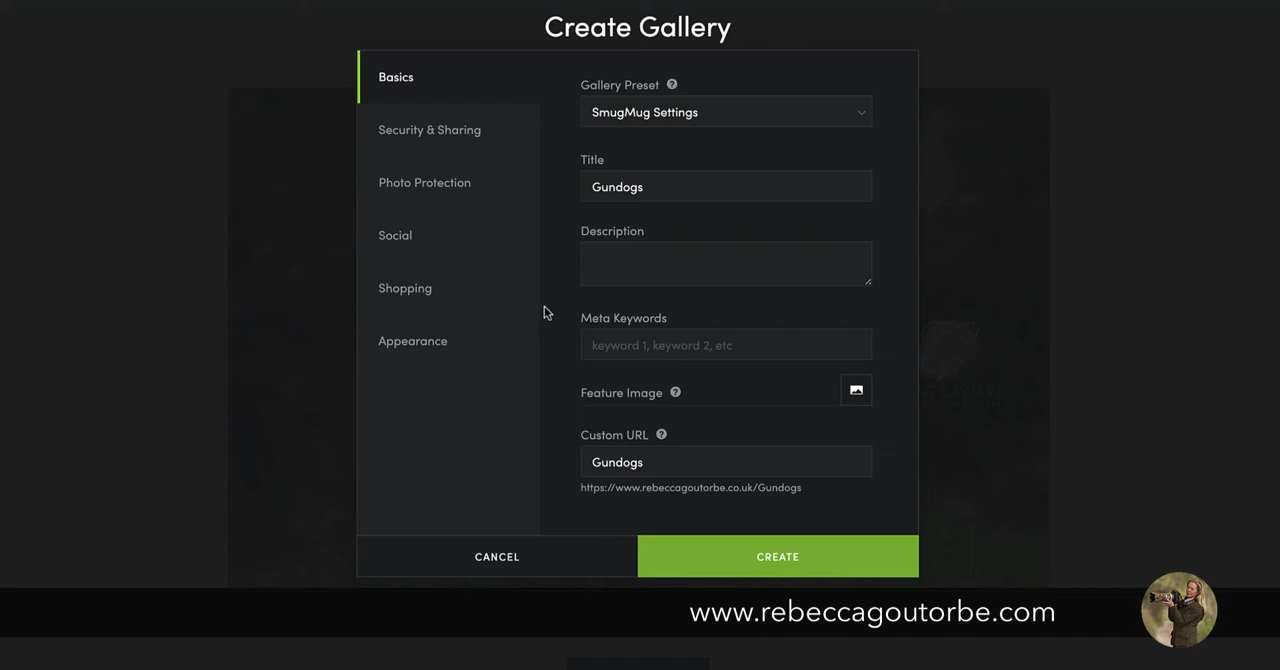 Create Gallery
Basics
Security & Sharing
Photo Protection
Social
Shopping
Appearance
Gallery Preset ?
SmugMug Settings
Title
Gundogs
Description
Meta Keywords
keyword 1, keyword 2, etc
Feature Image ?
Custom URL ?
Gundogs
https://www.rebeccagoutorbe.co.uk/Gundogs
CANCEL
CREATE
www.rebeccagoutorbe.com